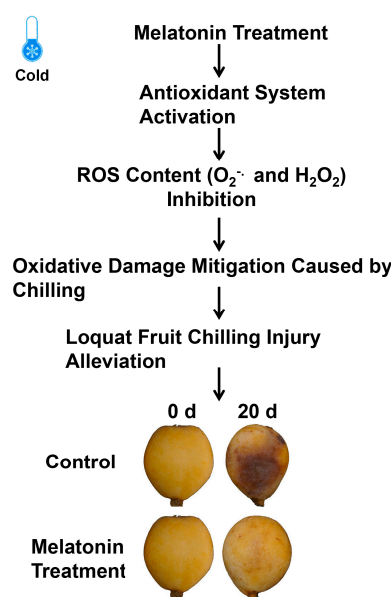 Melatonin Treatment
Cold
Antioxidant System
Activation
ROS Content (O₂⁻· and H₂O₂)
Inhibition
Oxidative Damage Mitigation Caused by
Chilling
Loquat Fruit Chilling Injury
Alleviation
0 d 20 d
Control
Melatonin
Treatment